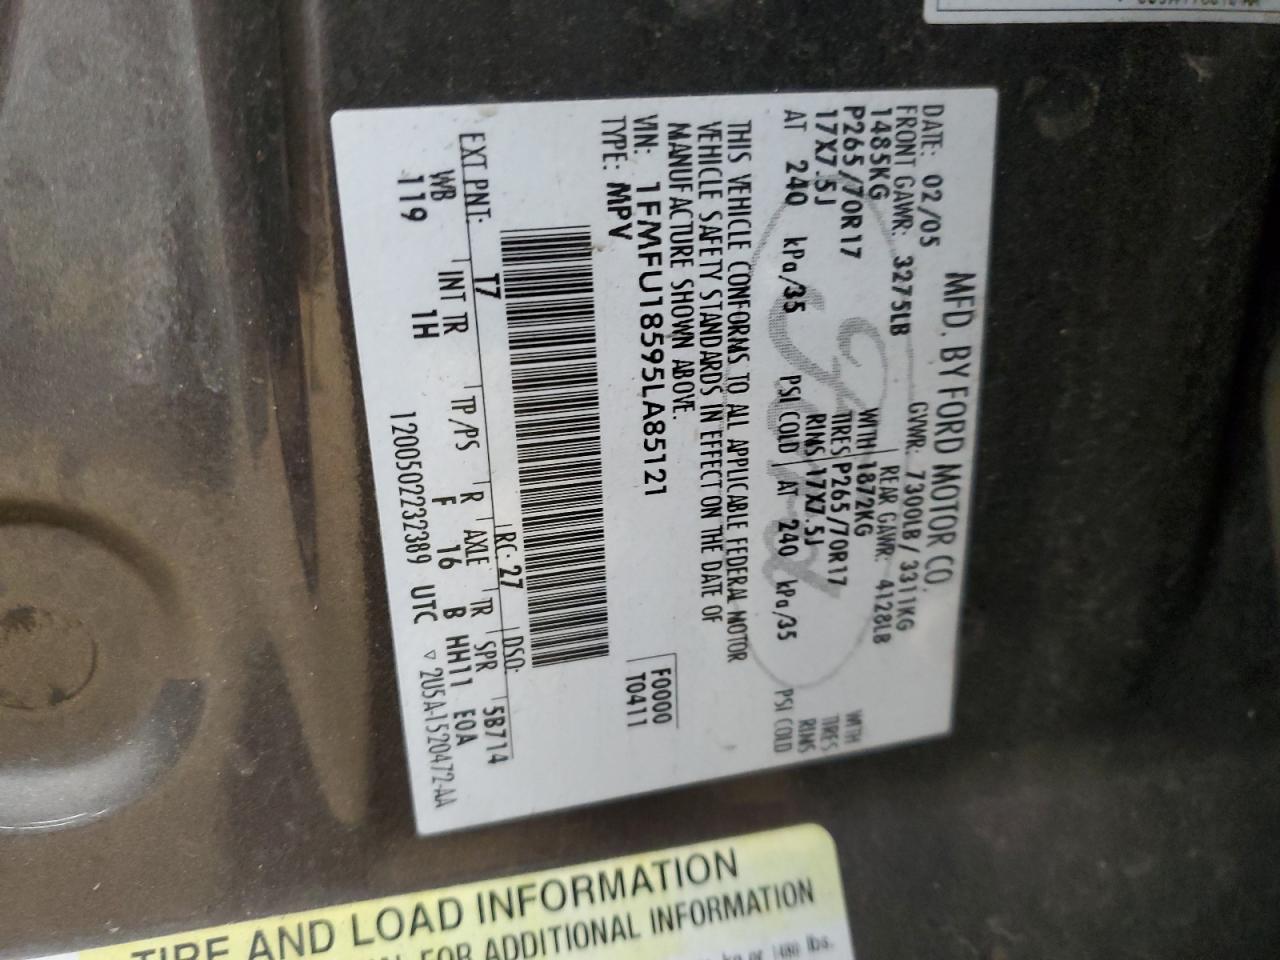 MFD. BY FORD MOTOR CO.
DATE: 02/05 GVWR: 7300LB / 3311KG
FRONT GAWR: 3275LB REAR GAWR: 4128LB
1485KG WITH 1872KG WITH
P265/70R17 TIRES P265/70R17 TIRES
17X7.5J RIMS 17X7.5J RIMS
AT 240 kPa/35 PSI COLD AT 240 kPa/35 PSI COLD
THIS VEHICLE CONFORMS TO ALL APPLICABLE FEDERAL MOTOR
VEHICLE SAFETY STANDARDS IN EFFECT ON THE DATE OF
MANUFACTURE SHOWN ABOVE.
VIN: 1FMFU18595LA85121 F0000
TYPE: MPV T0411
EXT PNT: T7 RC: 27 DSO:
WB INT TR TP/PS R AXLE TR SPR 5B714
119 1H F 16 B HH11 E0A
1200502232389 UTC ▽ 2U5A-1520472-AA
TIRE AND LOAD INFORMATION
FOR ADDITIONAL INFORMATION
kg or lbs.